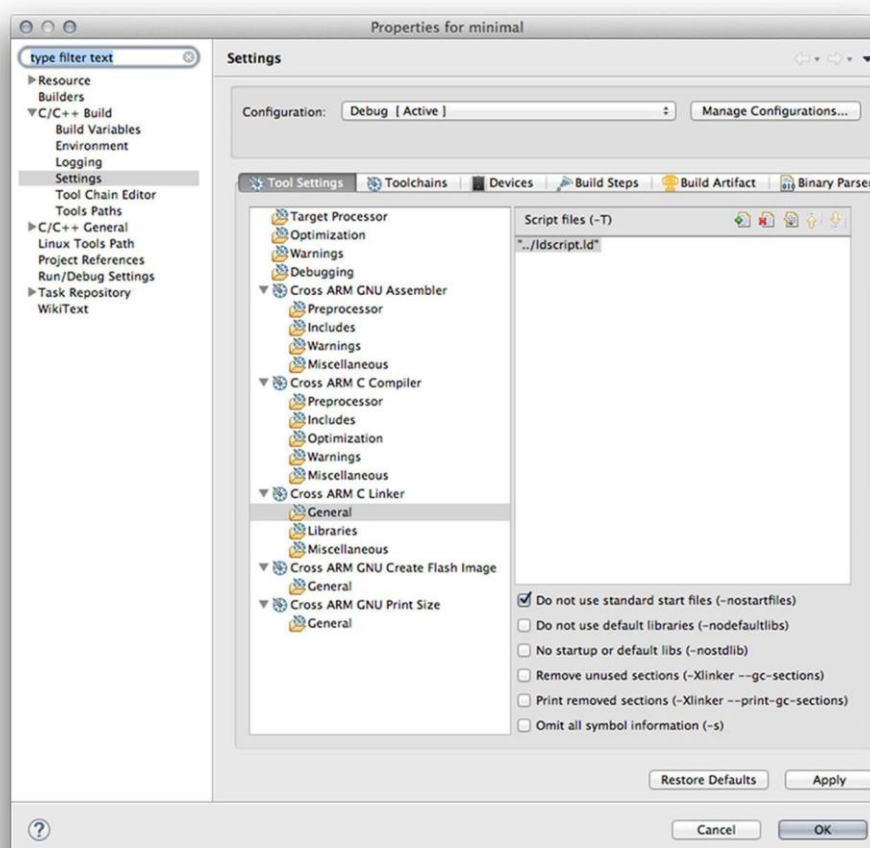 Properties for minimal
type filter text
Resource
Builders
C/C++ Build
Build Variables
Environment
Logging
Settings
Tool Chain Editor
Tools Paths
C/C++ General
Linux Tools Path
Project References
Run/Debug Settings
Task Repository
WikiText
Settings
Configuration: Debug [ Active ] Manage Configurations...
Tool Settings Toolchains Devices Build Steps Build Artifact Binary Parser
Target Processor
Optimization
Warnings
Debugging
Cross ARM GNU Assembler
Preprocessor
Includes
Warnings
Miscellaneous
Cross ARM C Compiler
Preprocessor
Includes
Optimization
Warnings
Miscellaneous
Cross ARM C Linker
General
Libraries
Miscellaneous
Cross ARM GNU Create Flash Image
General
Cross ARM GNU Print Size
General
Script files (-T)
"../ldscript.ld"
Do not use standard start files (-nostartfiles)
Do not use default libraries (-nodefaultlibs)
No startup or default libs (-nostdlib)
Remove unused sections (-Xlinker --gc-sections)
Print removed sections (-Xlinker --print-gc-sections)
Omit all symbol information (-s)
Restore Defaults Apply
? Cancel OK